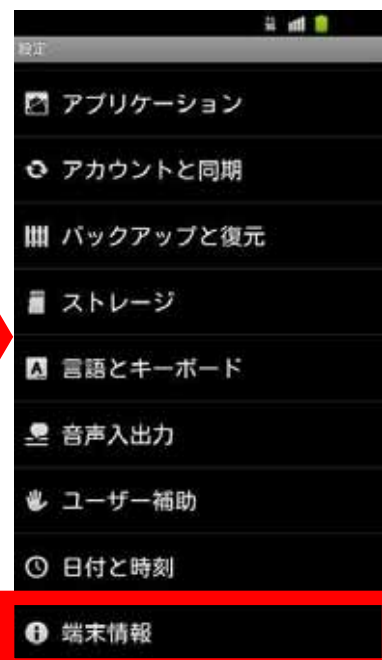 設定
アプリケーション
アカウントと同期
バックアップと復元
ストレージ
言語とキーボード
音声入出力
ユーザー補助
日付と時刻
端末情報